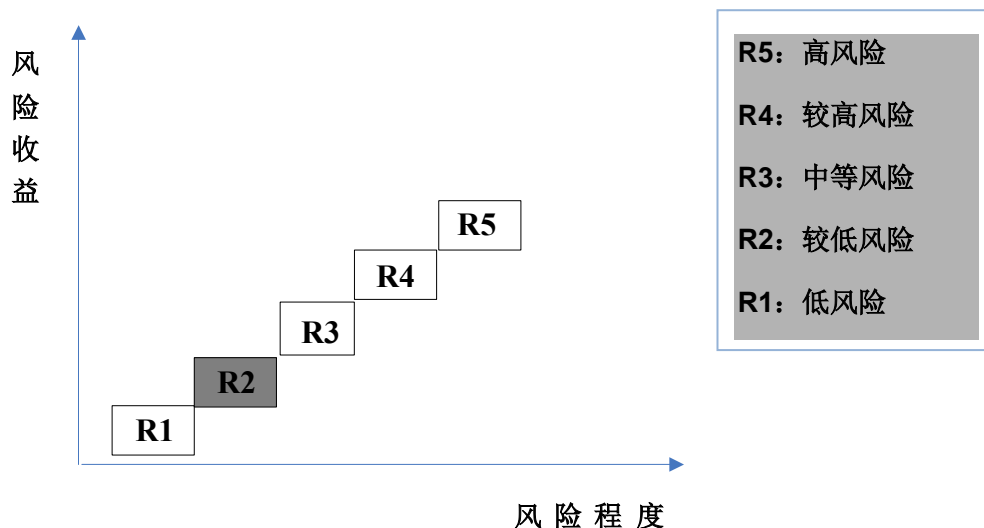 风险收益
R5
R4
R3
R2
R1
风 险 程 度
R5：高风险
R4：较高风险
R3：中等风险
R2：较低风险
R1：低风险